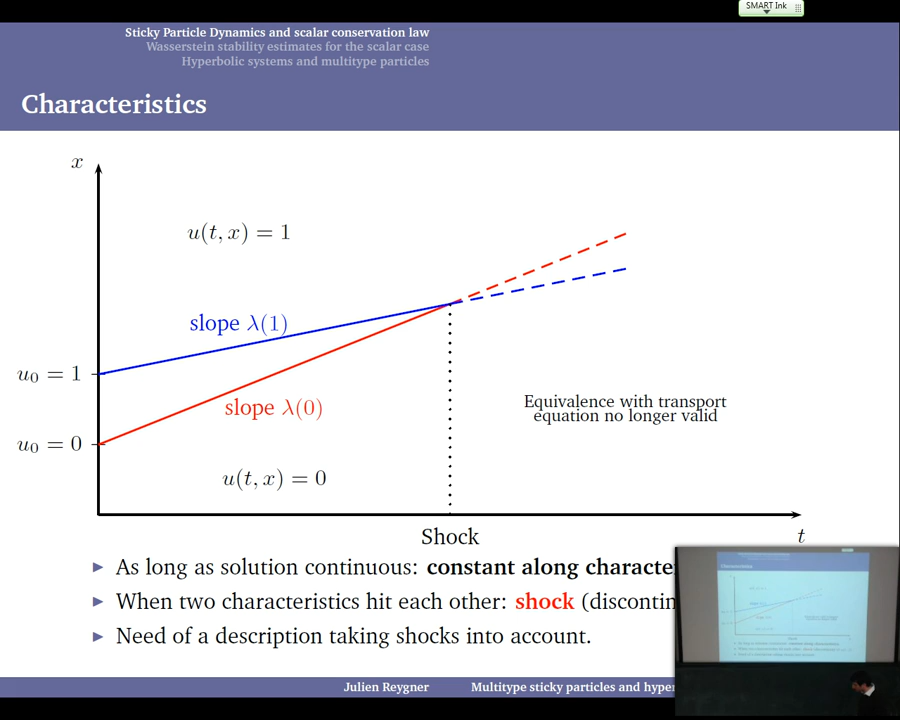 SMART Ink
Sticky Particle Dynamics and scalar conservation law
Wasserstein stability estimates for the scalar case
Hyperbolic systems and multitype particles
Characteristics
x
u(t, x) = 1
slope λ(1)
u₀ = 1
slope λ(0)
Equivalence with transport
equation no longer valid
u₀ = 0
u(t, x) = 0
Shock
t
► As long as solution continuous: constant along characte
► When two characteristics hit each other: shock (discontin
► Need of a description taking shocks into account.
Julien Reygner Multitype sticky particles and hyper
Characteristics